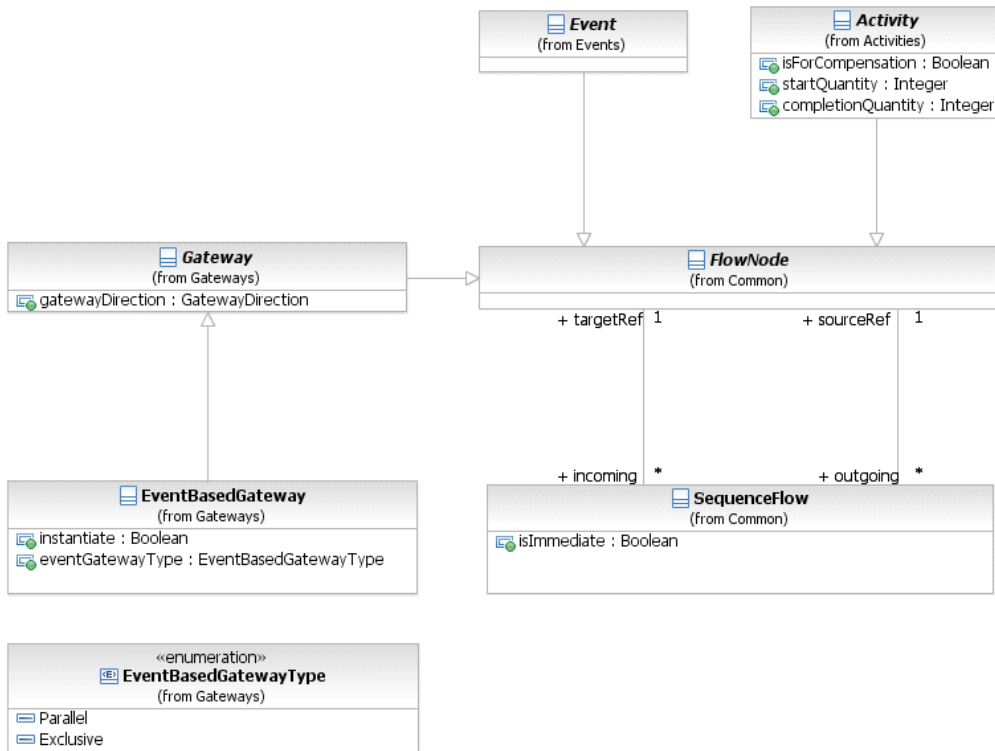 Event
(from Events)
Activity
(from Activities)
isForCompensation : Boolean
startQuantity : Integer
completionQuantity : Integer
Gateway
(from Gateways)
gatewayDirection : GatewayDirection
FlowNode
(from Common)
+ targetRef 1
+ sourceRef 1
+ incoming *
+ outgoing *
EventBasedGateway
(from Gateways)
instantiate : Boolean
eventGatewayType : EventBasedGatewayType
SequenceFlow
(from Common)
isImmediate : Boolean
«enumeration»
EventBasedGatewayType
(from Gateways)
Parallel
Exclusive